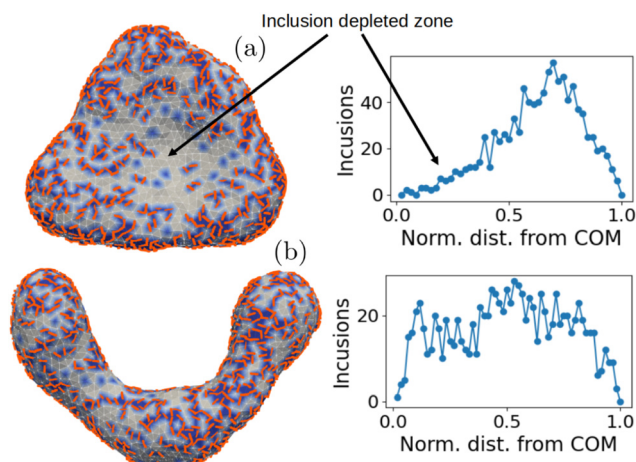 Inclusion depleted zone
(a)
40
20
0
Incusions
0.0 0.5 1.0
Norm. dist. from COM
(b)
20
0
Incusions
0.0 0.5 1.0
Norm. dist. from COM